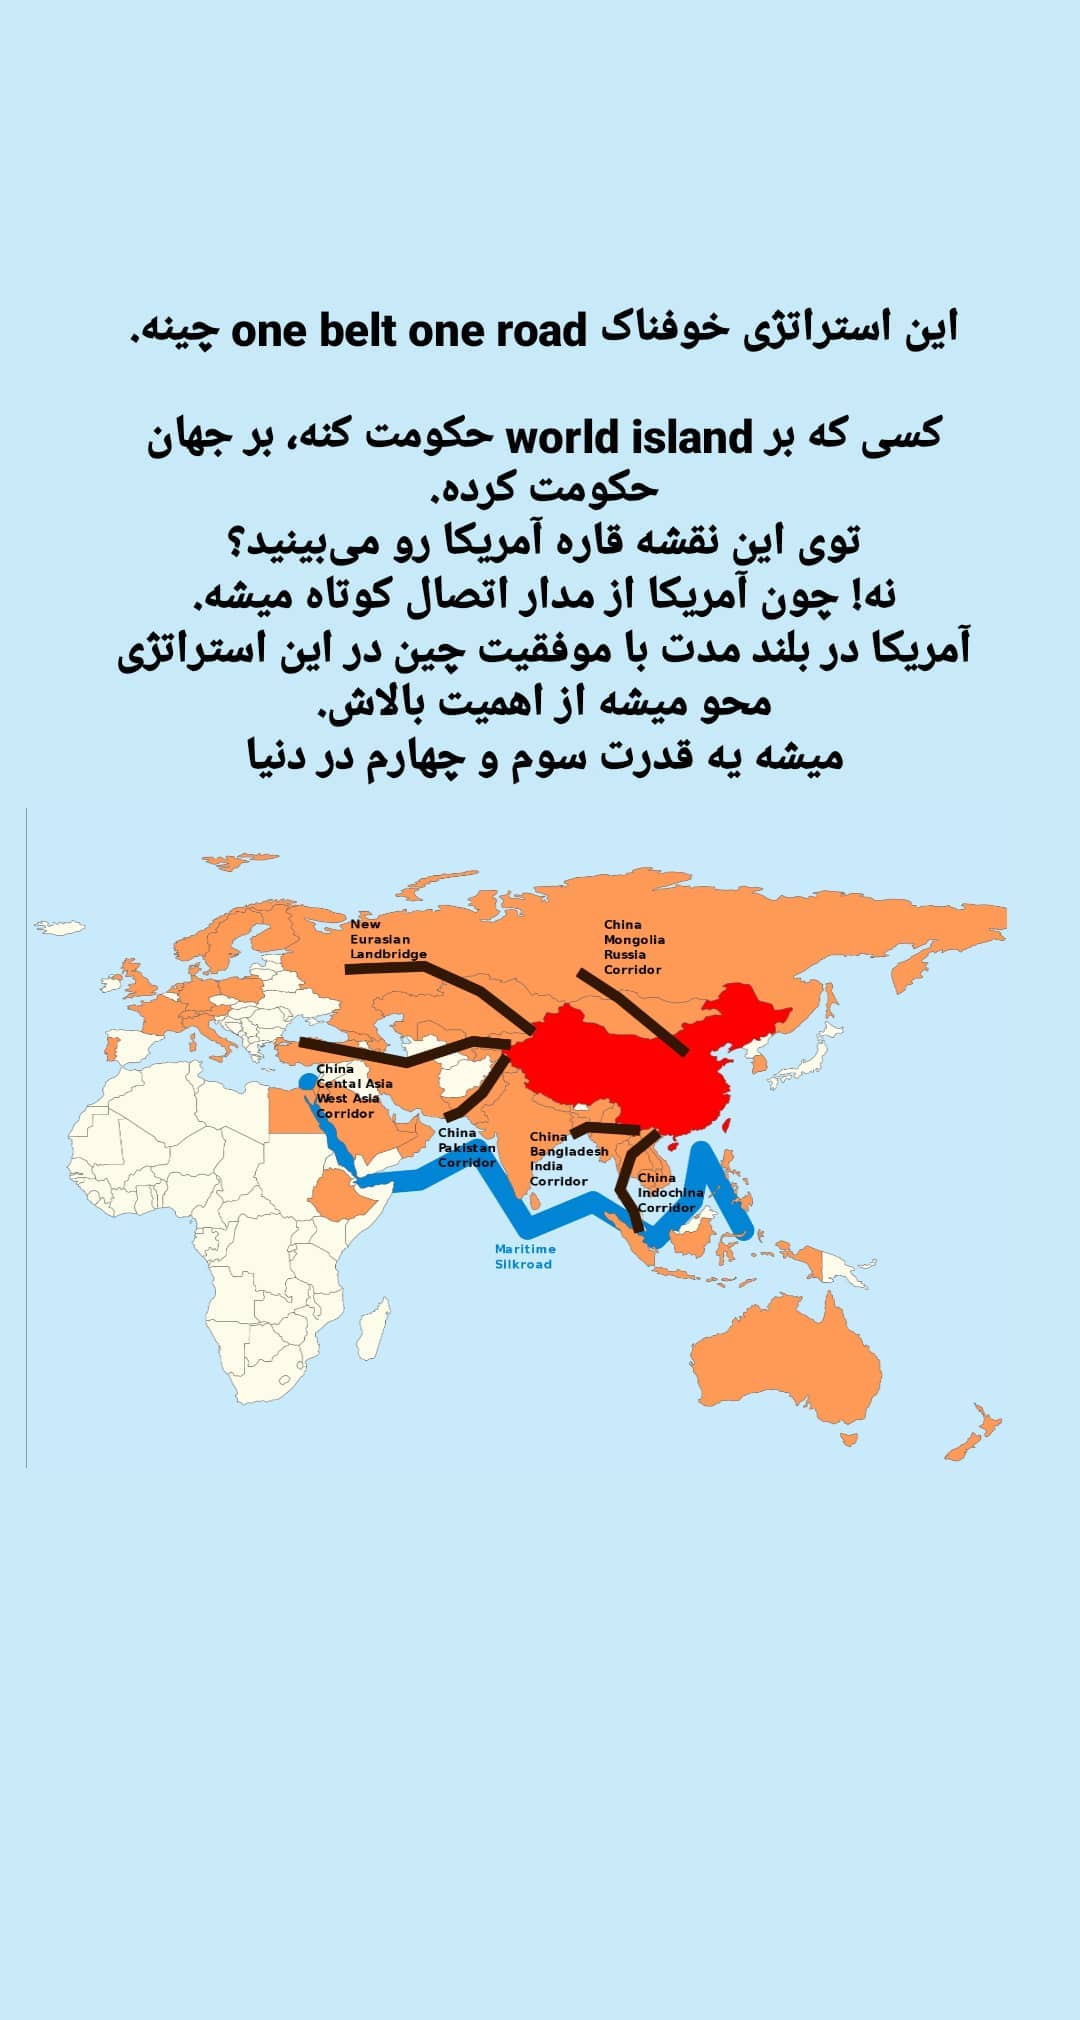 این استراتژی خوفناک one belt one road چینه.
کسی که بر world island حکومت کنه، بر جهان
حکومت کرده.
توی این نقشه قاره آمریکا رو می‌بینید؟
نه! چون آمریکا از مدار اتصال کوتاه میشه.
آمریکا در بلند مدت با موفقیت چین در این استراتژی
محو میشه از اهمیت بالاش.
میشه یه قدرت سوم و چهارم در دنیا
New
Eurasian
Landbridge
China
Mongolia
Russia
Corridor
China
Cental Asia
West Asia
Corridor
China
Pakistan
Corridor
China
Bangladesh
India
Corridor
China
Indochina
Corridor
Maritime
Silkroad